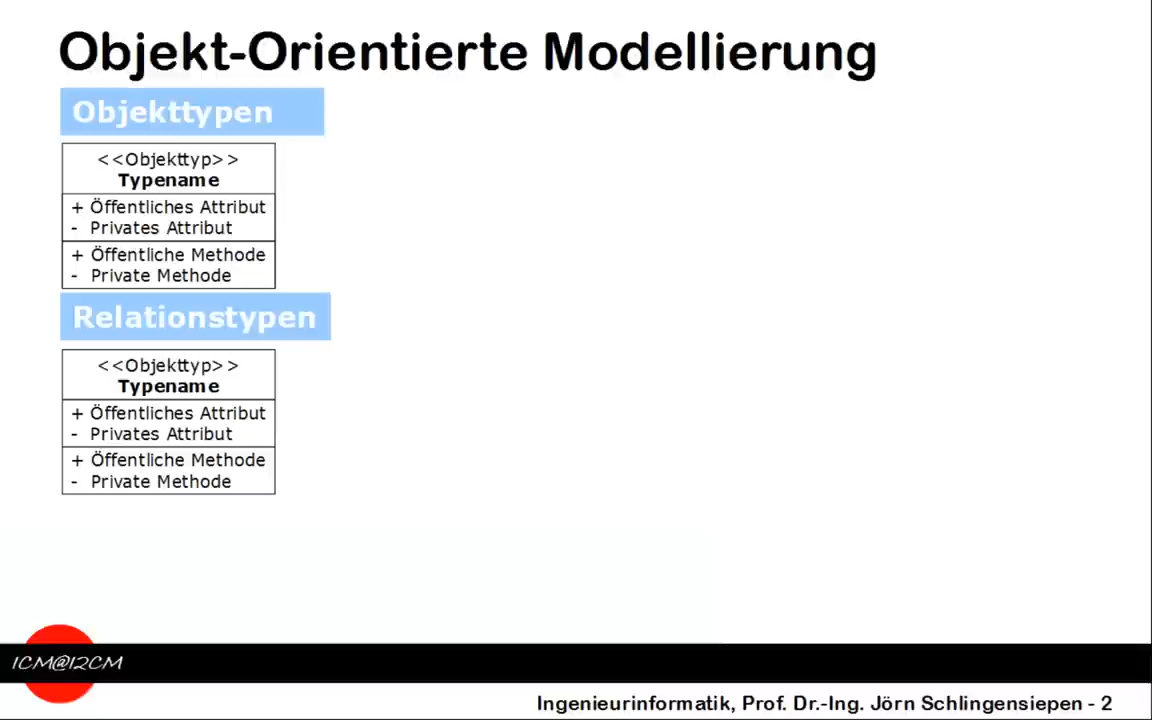 Objekt-Orientierte Modellierung
Objekttypen
<<Objekttyp>>
Typename
+ Öffentliches Attribut
- Privates Attribut
+ Öffentliche Methode
- Private Methode
Relationstypen
<<Objekttyp>>
Typename
+ Öffentliches Attribut
- Privates Attribut
+ Öffentliche Methode
- Private Methode
1CM@I2CM
Ingenieurinformatik, Prof. Dr.-Ing. Jörn Schlingensiepen - 2